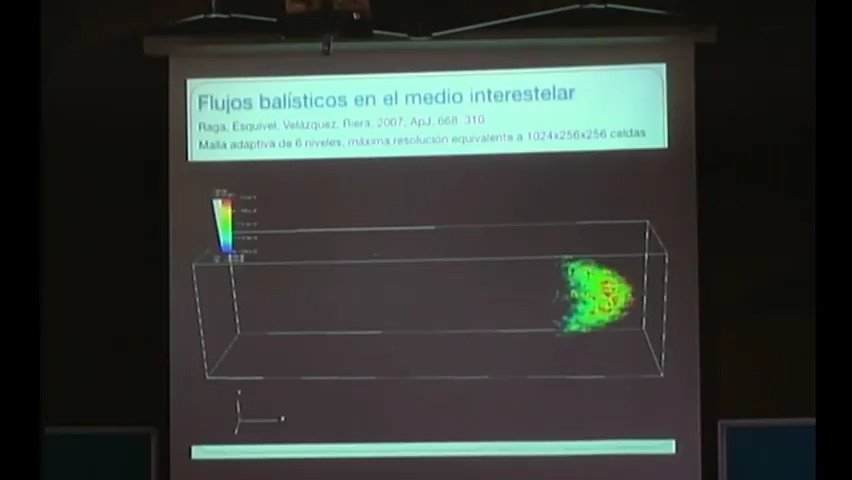 Flujos balísticos en el medio interestelar
Raga, Esquivel, Velázquez, Riera, 2007, ApJ, 668, 310
Malla adaptiva de 6 niveles, máxima resolución equivalente a 1024x256x256 celdas
x